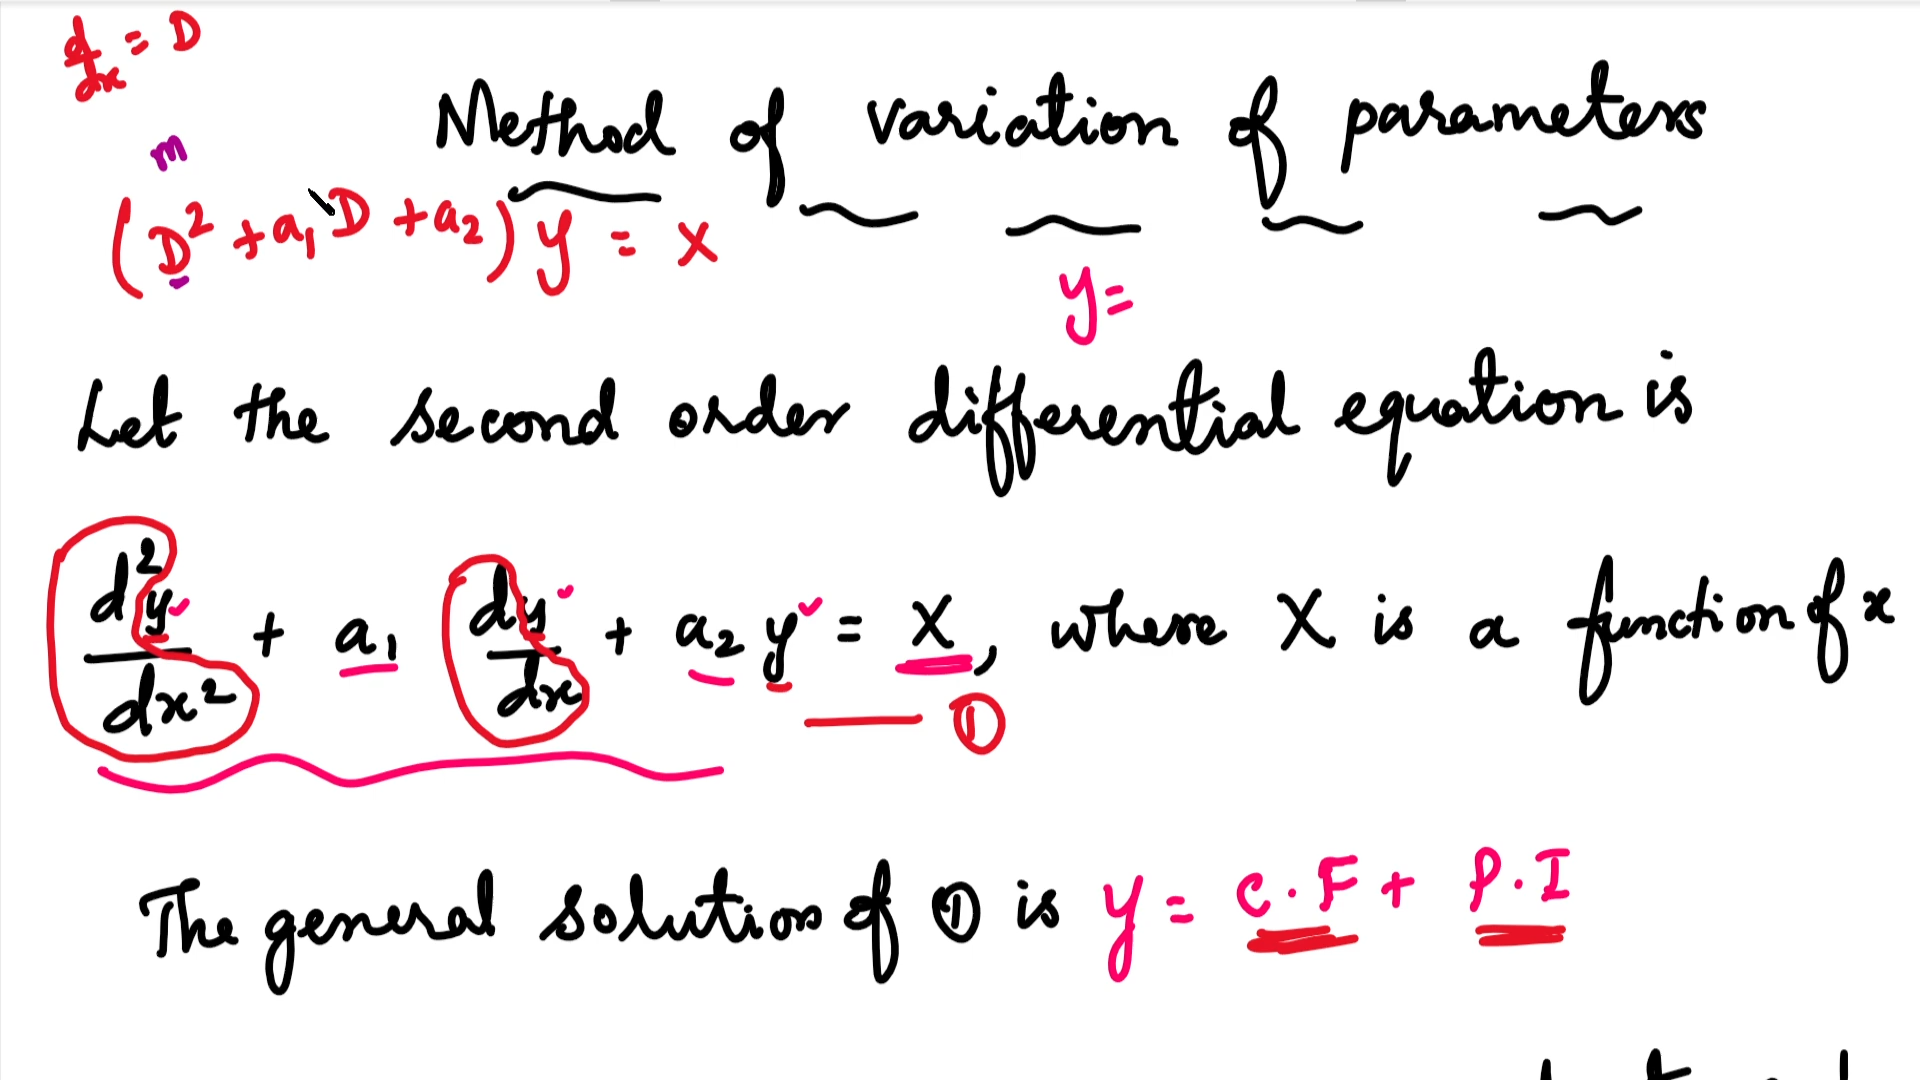 d/dx = D
Method of variation of parameters
m
(D² + a₁D + a₂) y = x
y =
Let the second order differential equation is
d²y/dx² + a₁ dy/dx + a₂ y = X, where X is a function of x
①
The general solution of ① is y = C.F + P.I